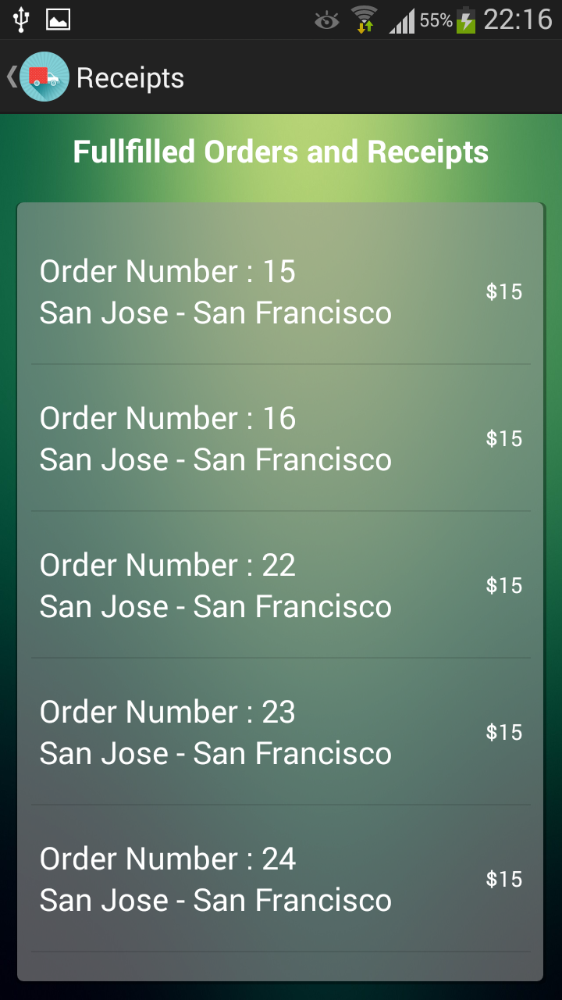 55% 22:16
Receipts
Fullfilled Orders and Receipts
Order Number : 15
San Jose - San Francisco
$15
Order Number : 16
San Jose - San Francisco
$15
Order Number : 22
San Jose - San Francisco
$15
Order Number : 23
San Jose - San Francisco
$15
Order Number : 24
San Jose - San Francisco
$15